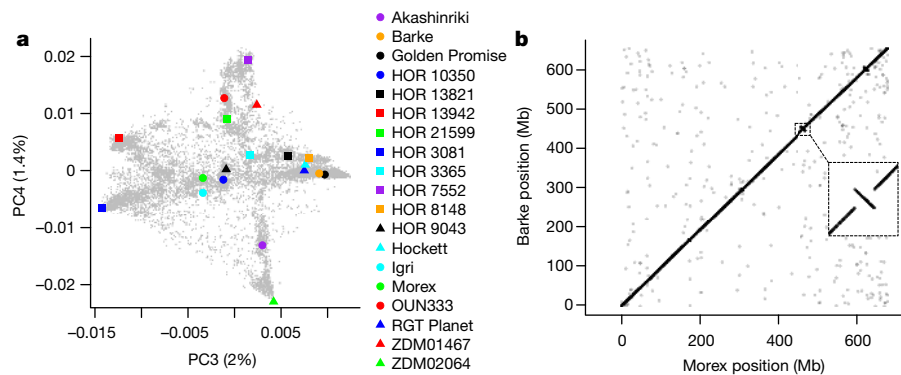 a
0.02
0.01
0
−0.01
−0.02
PC4 (1.4%)
−0.015
−0.005
0.005
PC3 (2%)
Akashinriki
Barke
Golden Promise
HOR 10350
HOR 13821
HOR 13942
HOR 21599
HOR 3081
HOR 3365
HOR 7552
HOR 8148
HOR 9043
Hockett
Igri
Morex
OUN333
RGT Planet
ZDM01467
ZDM02064
b
600
500
400
300
200
100
0
Barke position (Mb)
0
200
400
600
Morex position (Mb)